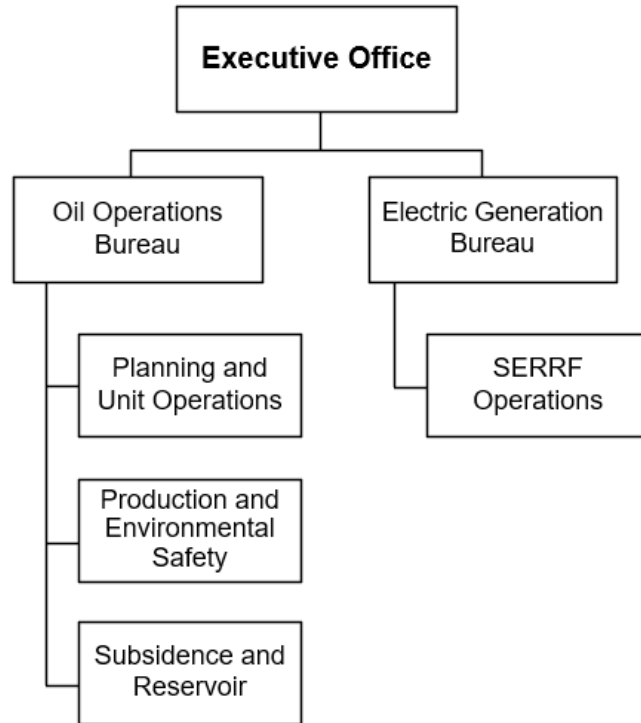 Executive Office
Oil Operations
Bureau
Electric Generation
Bureau
Planning and
Unit Operations
SERRF
Operations
Production and
Environmental
Safety
Subsidence and
Reservoir